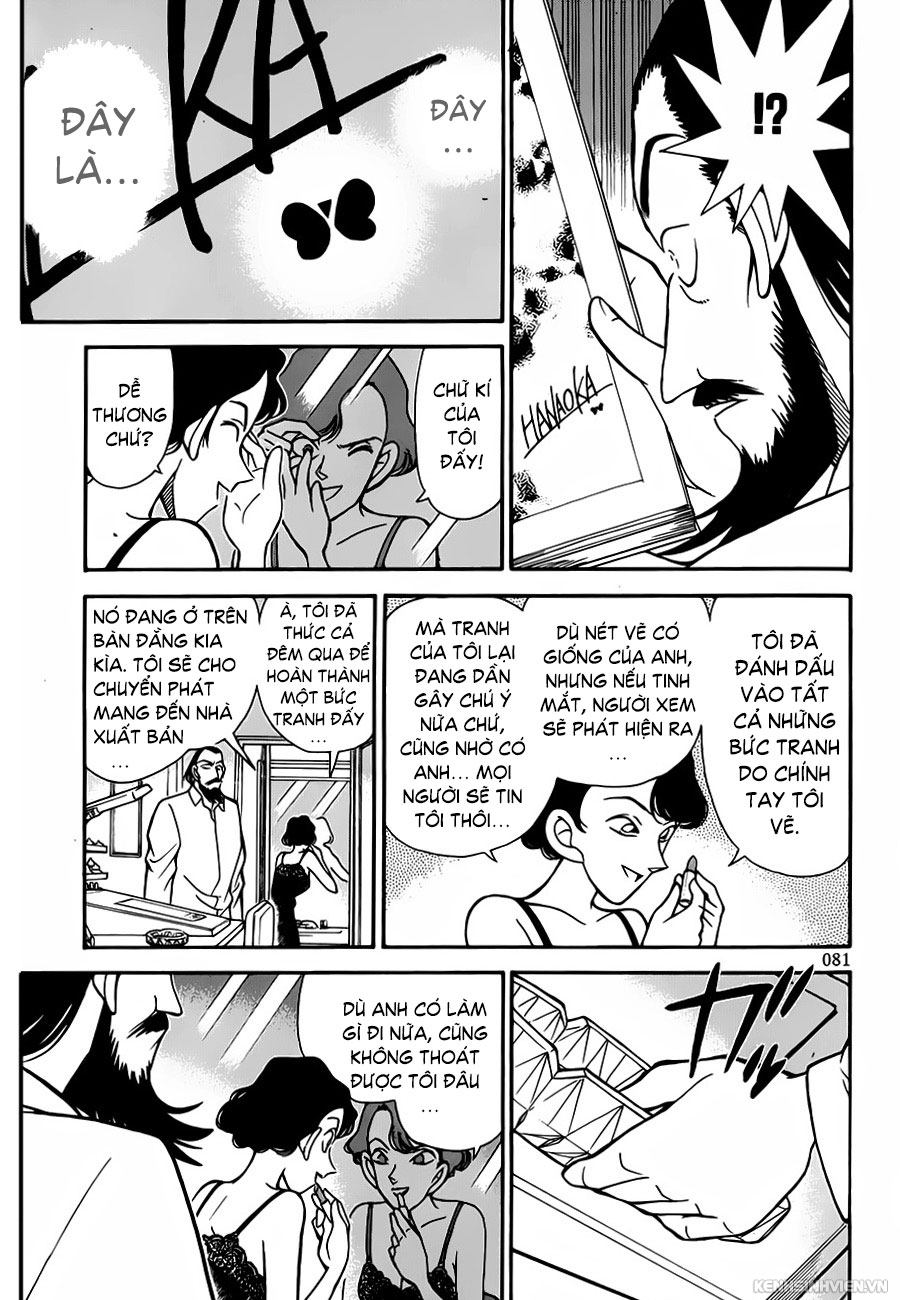 !?
HANAOKA
KA
ĐÂY
...
ĐÂY
LÀ...
CHỮ KÍ
CỦA
TÔI
ĐẤY!
DỄ
THƯƠNG
CHỨ?
TÔI ĐÃ
ĐÁNH DẤU
VÀO TẤT
CẢ NHỮNG
BỨC TRANH
DO CHÍNH
TAY TÔI
VẼ.
DÙ NÉT VẼ CÓ
GIỐNG CỦA ANH,
NHƯNG NẾU TINH
MẮT, NGƯỜI XEM
SẼ PHÁT HIỆN RA
...
MÀ TRANH
CỦA TÔI LẠI
ĐANG DẦN
GÂY CHÚ Ý
NỮA CHỨ,
CŨNG NHỜ CÓ
ANH... MỌI
NGƯỜI SẼ TIN
TÔI THÔI...
À, TÔI ĐÃ
THỨC CẢ
ĐÊM QUA ĐỂ
HOÀN THÀNH
MỘT BỨC
TRANH ĐẤY
...
NÓ ĐANG Ở TRÊN
BÀN ĐẰNG KIA
KÌA. TÔI SẼ CHO
CHUYỂN PHÁT
MANG ĐẾN NHÀ
XUẤT BẢN
...
081
ガッ
DÙ ANH CÓ LÀM
GÌ ĐI NỮA, CŨNG
KHÔNG THOÁT
ĐƯỢC TÔI ĐÂU
...
KENHSINHVIEN.VN